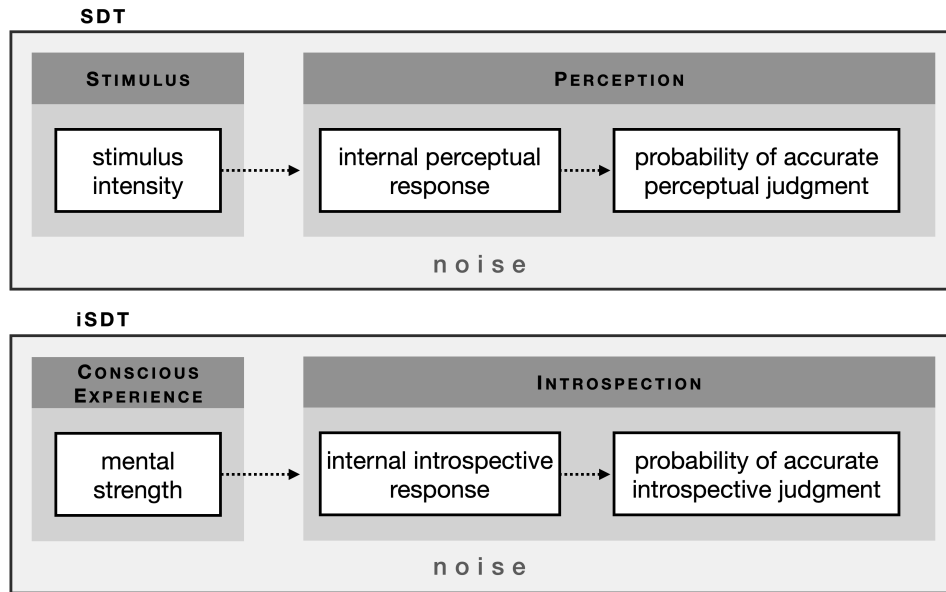 SDT
STIMULUS
PERCEPTION
stimulus
intensity
internal perceptual
response
probability of accurate
perceptual judgment
noise
iSDT
CONSCIOUS
EXPERIENCE
INTROSPECTION
mental
strength
internal introspective
response
probability of accurate
introspective judgment
noise